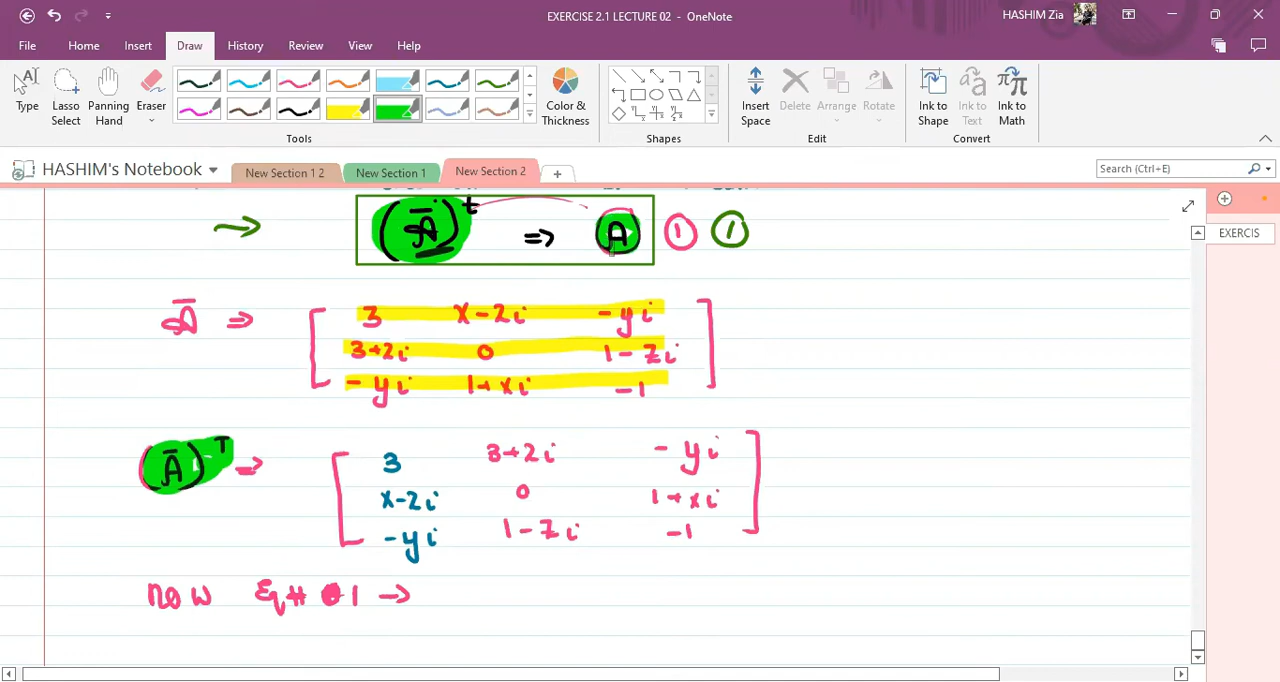 EXERCISE 2.1 LECTURE 02 - OneNote
HASHIM Zia
File Home Insert Draw History Review View Help
Type
Lasso Select
Panning Hand
Eraser
Color & Thickness
Insert Space
Delete
Arrange
Rotate
Ink to Shape
Ink to Text
Ink to Math
Tools
Shapes
Edit
Convert
HASHIM's Notebook
New Section 1 2
New Section 1
New Section 2
Search (Ctrl+E)
EXERCIS
→ (Ā)ᵗ => A ① ①
Ā => [ 3 x-2i -yi
3+2i 0 1-zi
-yi 1+xi -1 ]
(Ā)ᵀ => [ 3 3+2i -yi
x-2i 0 1+xi
-yi 1-zi -1 ]
Now Eq# 1 →